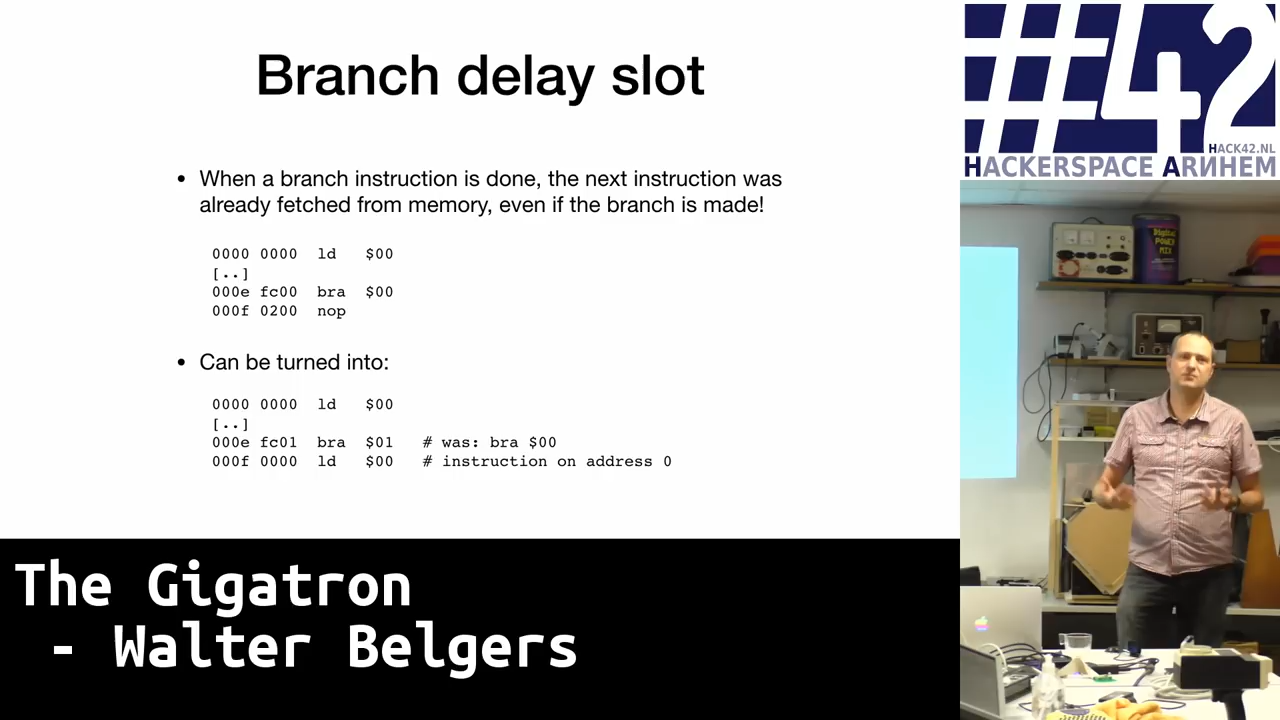 Branch delay slot
• When a branch instruction is done, the next instruction was
already fetched from memory, even if the branch is made!
0000 0000 ld $00
[..]
000e fc00 bra $00
000f 0200 nop
• Can be turned into:
0000 0000 ld $00
[..]
000e fc01 bra $01 # was: bra $00
000f 0000 ld $00 # instruction on address 0
The Gigatron
- Walter Belgers
#42
HACK42.NL
HACKERSPACE ARИHEM
Digital
POWER
MIX